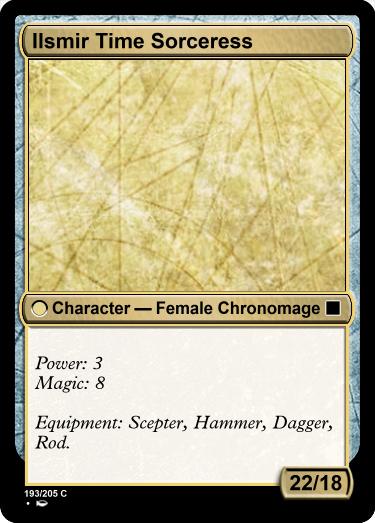 Ilsmir Time Sorceress
Character — Female Chronomage
Power: 3
Magic: 8
Equipment: Scepter, Hammer, Dagger,
Rod.
22/18
193/205 C